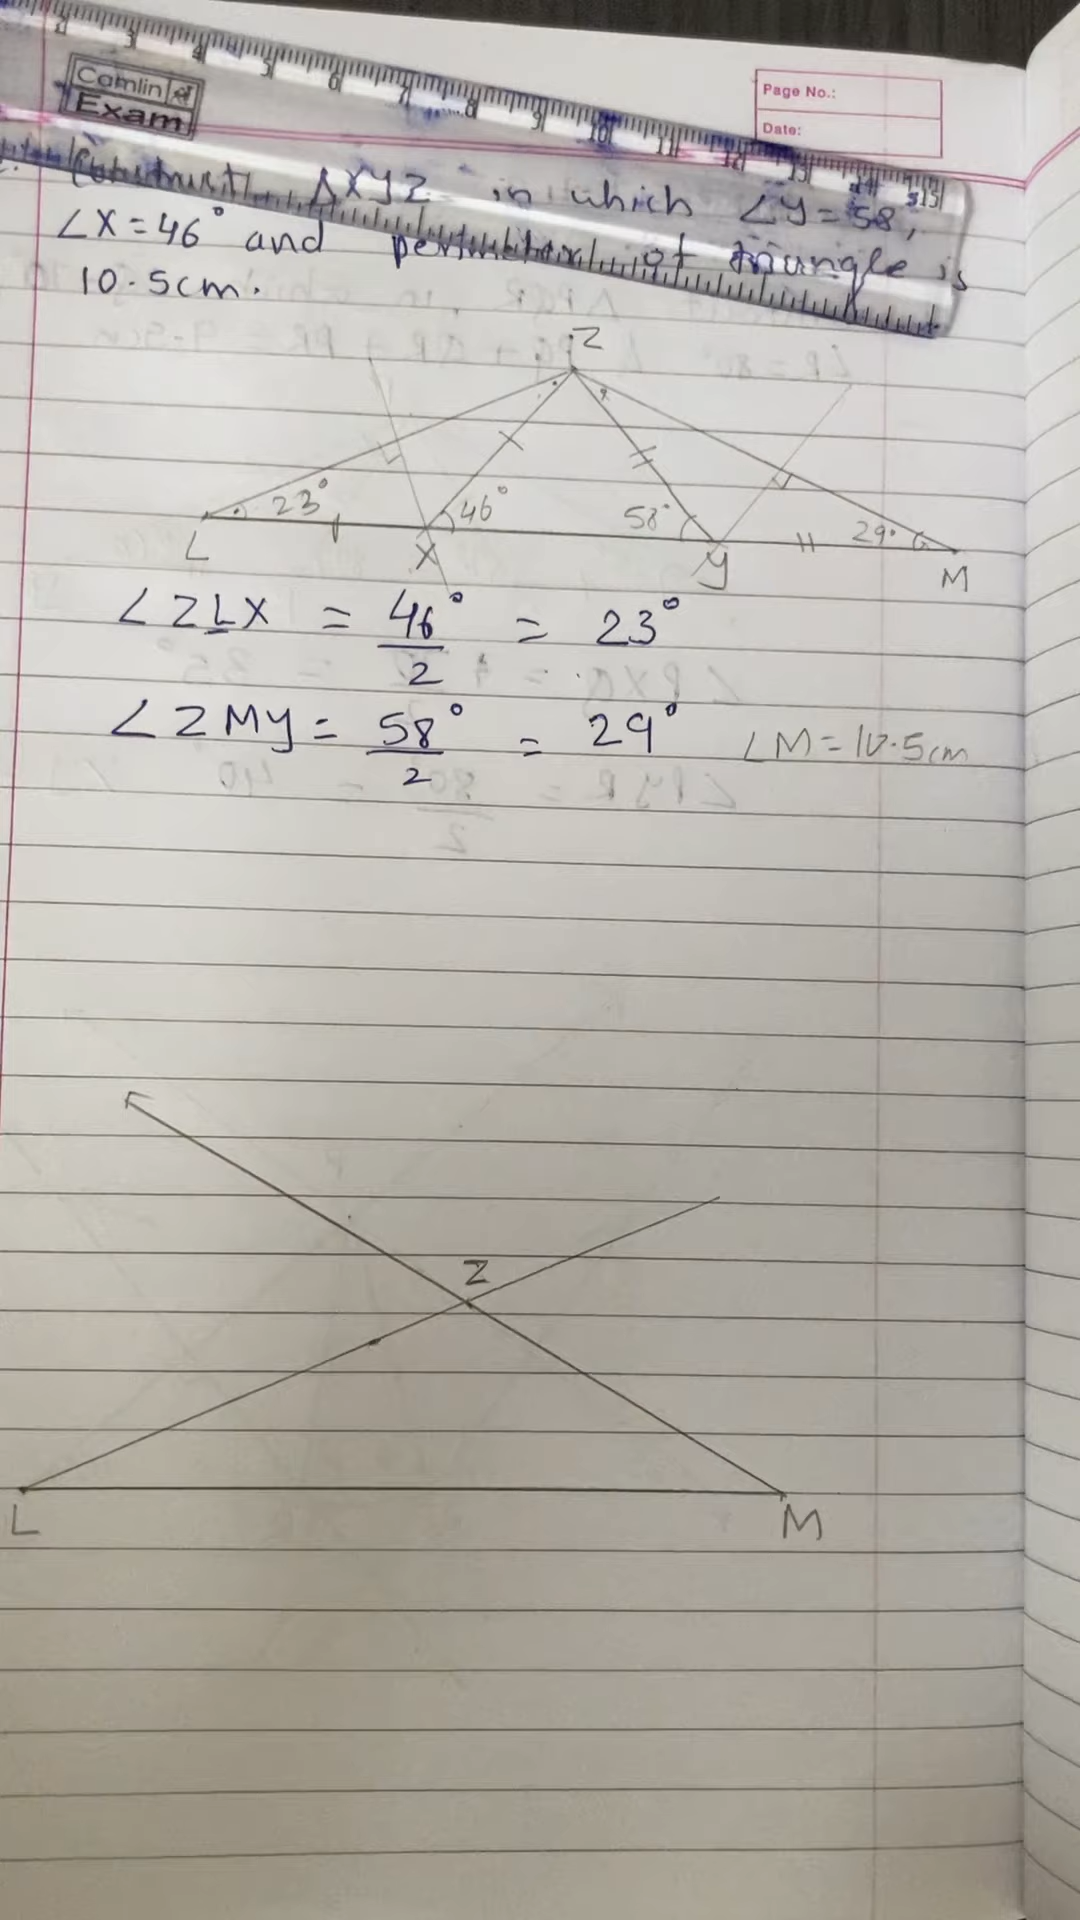 Camlin
Exam
Page No.:
Date:
Construct ΔXYZ in which ∠Y = 58,
∠X = 46° and perimeter of triangle is
10.5cm.
Z
23°
46°
58°
29°
L
X
Y
M
∠ZLX = 46°/2 = 23°
∠ZMY = 58°/2 = 29°
LM = 10.5cm
Z
L
M